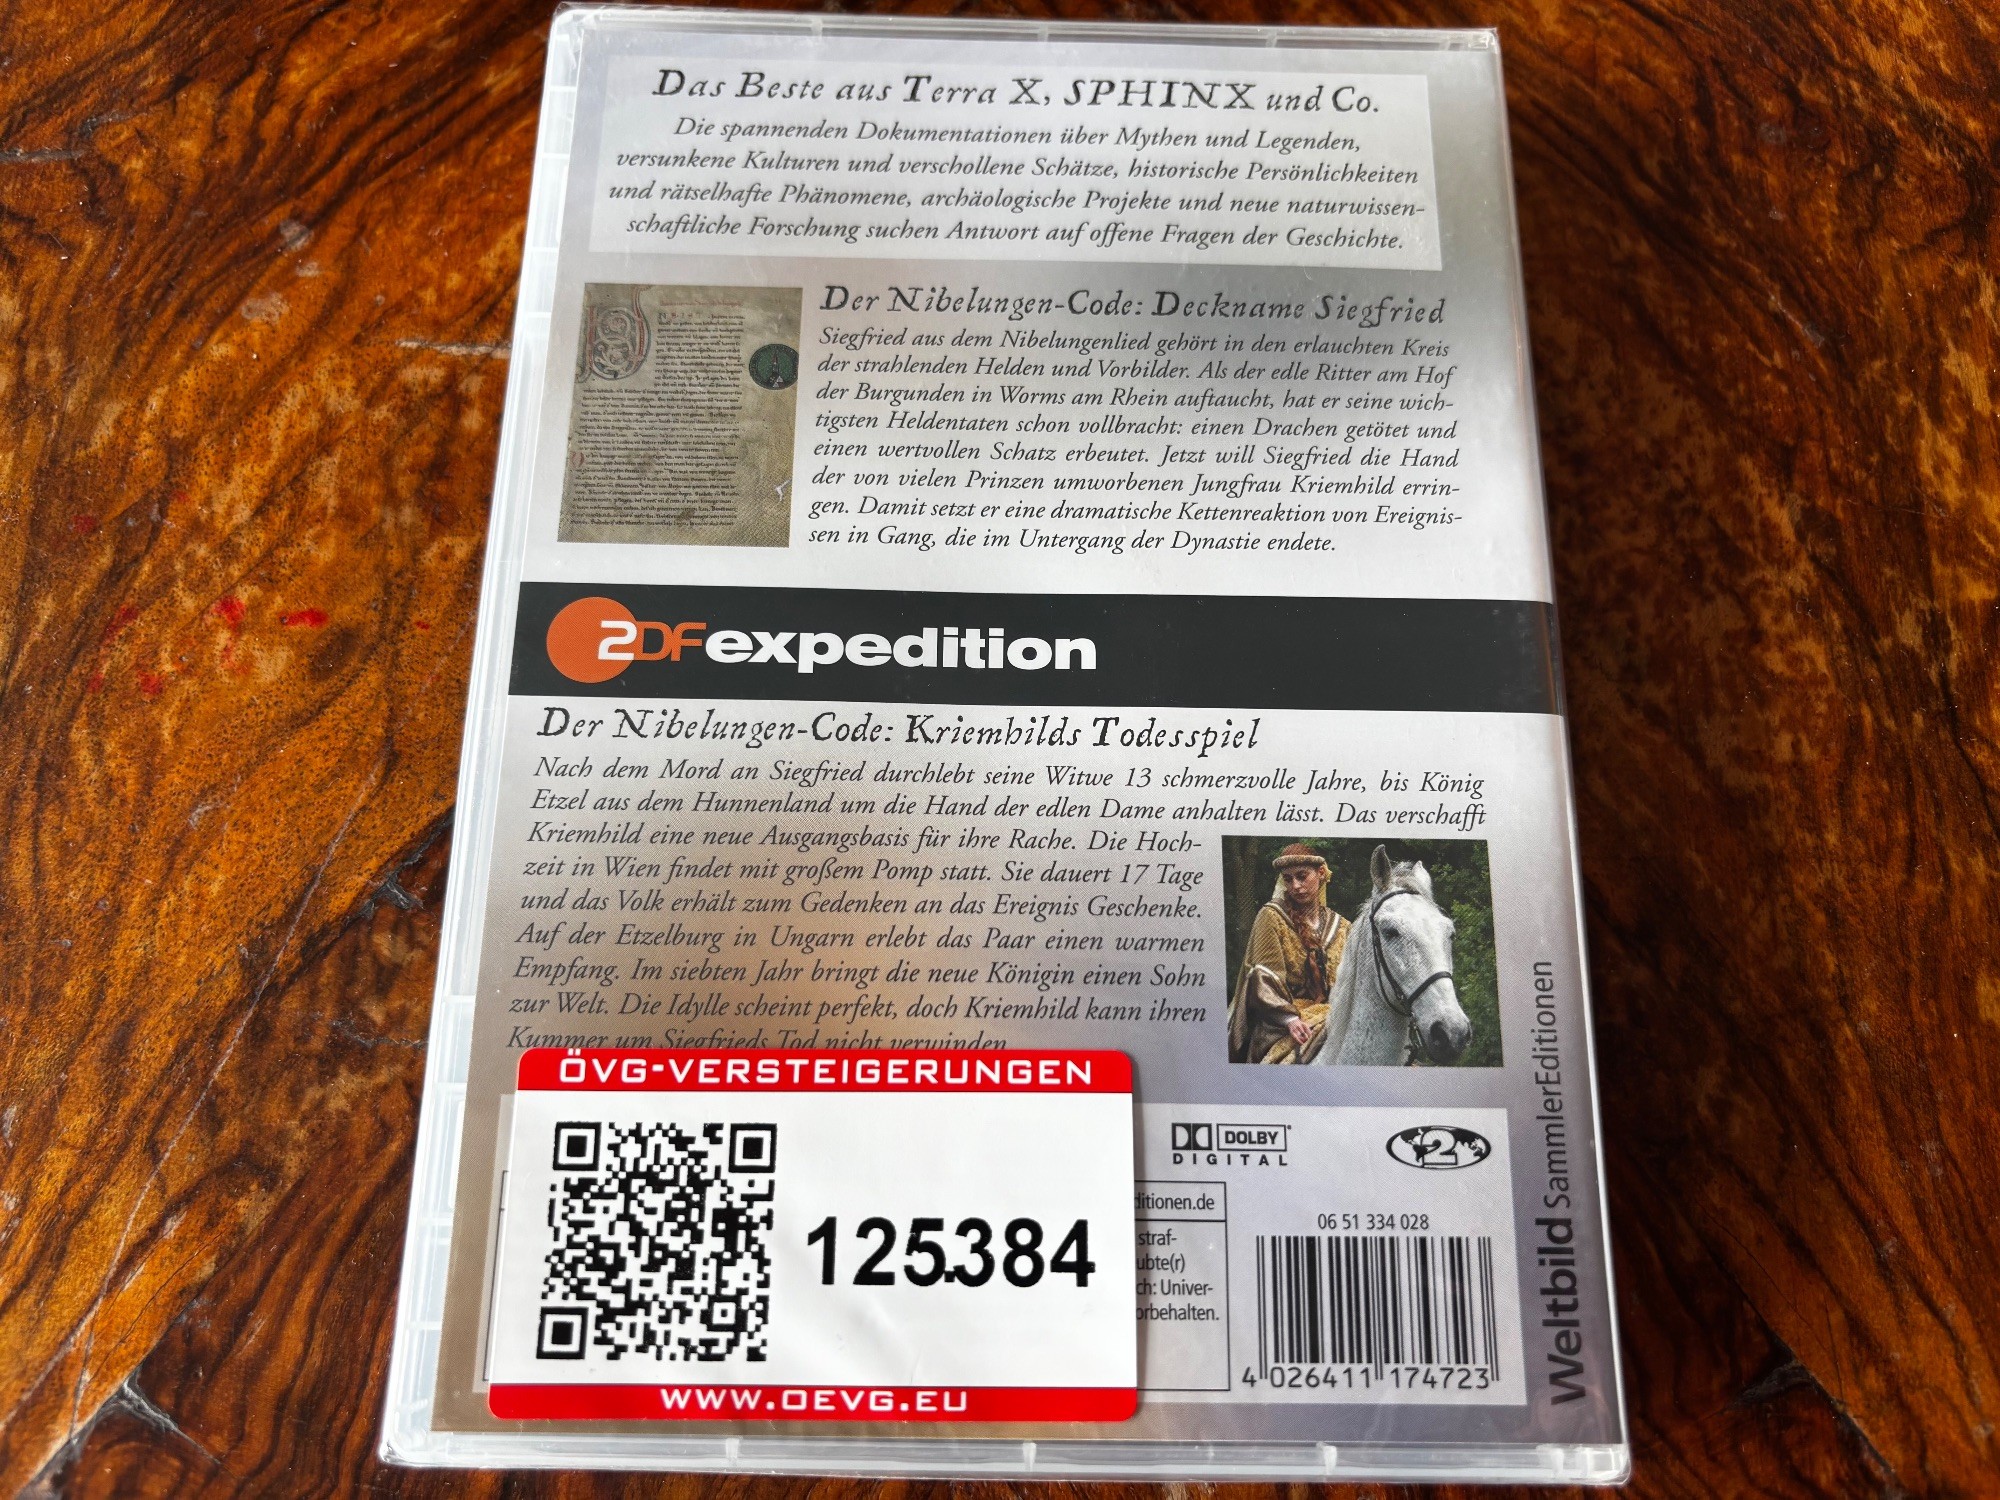 Das Beste aus Terra X, SPHINX und Co.
Die spannenden Dokumentationen über Mythen und Legenden,
versunkene Kulturen und verschollene Schätze, historische Persönlichkeiten
und rätselhafte Phänomene, archäologische Projekte und neue naturwissen-
schaftliche Forschung suchen Antwort auf offene Fragen der Geschichte.
Der Nibelungen-Code: Deckname Siegfried
Siegfried aus dem Nibelungenlied gehört in den erlauchten Kreis
der strahlenden Helden und Vorbilder. Als der edle Ritter am Hof
der Burgunden in Worms am Rhein auftaucht, hat er seine wich-
tigsten Heldentaten schon vollbracht: einen Drachen getötet und
einen wertvollen Schatz erbeutet. Jetzt will Siegfried die Hand
der von vielen Prinzen umworbenen Jungfrau Kriemhild errin-
gen. Damit setzt er eine dramatische Kettenreaktion von Ereignis-
sen in Gang, die im Untergang der Dynastie endete.
ZDFexpedition
Der Nibelungen-Code: Kriemhilds Todesspiel
Nach dem Mord an Siegfried durchlebt seine Witwe 13 schmerzvolle Jahre, bis König
Etzel aus dem Hunnenland um die Hand der edlen Dame anhalten lässt. Das verschafft
Kriemhild eine neue Ausgangsbasis für ihre Rache. Die Hoch-
zeit in Wien findet mit großem Pomp statt. Sie dauert 17 Tage
und das Volk erhält zum Gedenken an das Ereignis Geschenke.
Auf der Etzelburg in Ungarn erlebt das Paar einen warmen
Empfang. Im siebten Jahr bringt die neue Königin einen Sohn
zur Welt. Die Idylle scheint perfekt, doch Kriemhild kann ihren
Kummer um Siegfrieds Tod nicht verwinden
ÖVG-VERSTEIGERUNGEN
125.384
WWW.OEVG.EU
DOLBY
DIGITAL
2
ditionen.de
straf-
ubte(r)
ch: Univer-
orbehalten.
06 51 334 028
4 026411 174723
Weltbild SammlerEditionen